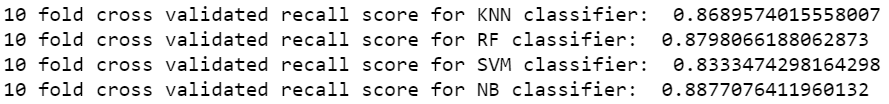 10 fold cross validated recall score for KNN classifier:  0.8689574015558007
10 fold cross validated recall score for RF classifier:  0.8798066188062873
10 fold cross validated recall score for SVM classifier:  0.8333474298164298
10 fold cross validated recall score for NB classifier:  0.8877076411960132